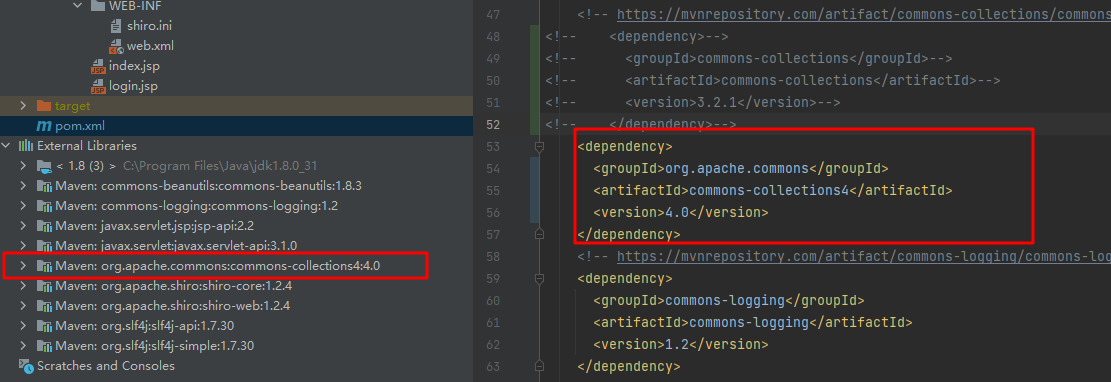 WEB-INF
shiro.ini
web.xml
index.jsp
login.jsp
target
pom.xml
External Libraries
< 1.8 (3) > C:\Program Files\Java\jdk1.8.0_31
Maven: commons-beanutils:commons-beanutils:1.8.3
Maven: commons-logging:commons-logging:1.2
Maven: javax.servlet.jsp:jsp-api:2.2
Maven: javax.servlet:javax.servlet-api:3.1.0
Maven: org.apache.commons:commons-collections4:4.0
Maven: org.apache.shiro:shiro-core:1.2.4
Maven: org.apache.shiro:shiro-web:1.2.4
Maven: org.slf4j:slf4j-api:1.7.30
Maven: org.slf4j:slf4j-simple:1.7.30
Scratches and Consoles
47 <!-- https://mvnrepository.com/artifact/commons-collections/commons
48 <!-- <dependency>-->
49 <!-- <groupId>commons-collections</groupId>-->
50 <!-- <artifactId>commons-collections</artifactId>-->
51 <!-- <version>3.2.1</version>-->
52 <!-- </dependency>-->
53 <dependency>
54 <groupId>org.apache.commons</groupId>
55 <artifactId>commons-collections4</artifactId>
56 <version>4.0</version>
57 </dependency>
58 <!-- https://mvnrepository.com/artifact/commons-logging/commons-log
59 <dependency>
60 <groupId>commons-logging</groupId>
61 <artifactId>commons-logging</artifactId>
62 <version>1.2</version>
63 </dependency>
JSP
JSP